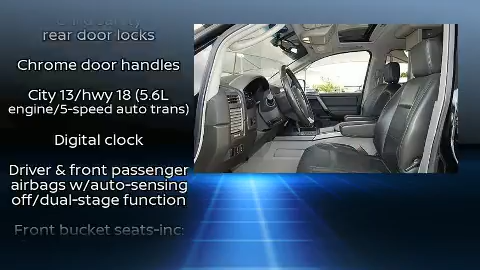 rear door locks
Chrome door handles
City 13/hwy 18 (5.6L
engine/5-speed auto trans)
Digital clock
Driver & front passenger
airbags w/auto-sensing
off/dual-stage function
Front bucket seats-inc: